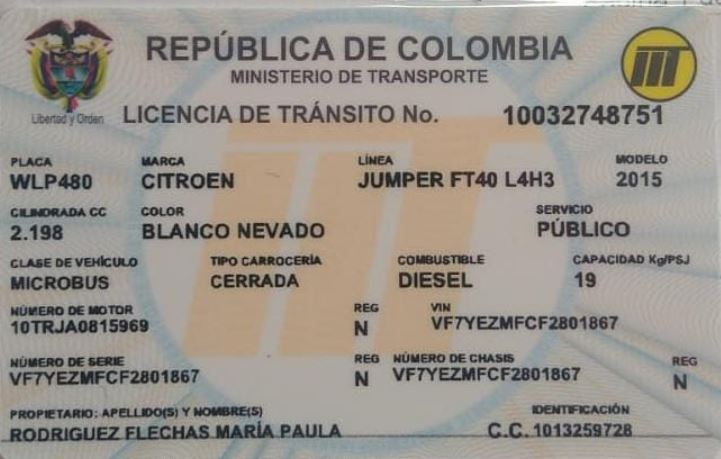 REPÚBLICA DE COLOMBIA
MINISTERIO DE TRANSPORTE
Libertad y Orden
LICENCIA DE TRÁNSITO No. 10032748751
PLACA MARCA LÍNEA MODELO
WLP480 CITROEN JUMPER FT40 L4H3 2015
CILINDRADA CC COLOR SERVICIO
2.198 BLANCO NEVADO PÚBLICO
CLASE DE VEHÍCULO TIPO CARROCERÍA COMBUSTIBLE CAPACIDAD Kg/PSJ
MICROBUS CERRADA DIESEL 19
NÚMERO DE MOTOR REG VIN
10TRJA0815969 N VF7YEZMFCF2801867
NÚMERO DE SERIE REG NÚMERO DE CHASIS REG
VF7YEZMFCF2801867 N VF7YEZMFCF2801867 N
PROPIETARIO: APELLIDO(S) Y NOMBRE(S) IDENTIFICACIÓN
RODRIGUEZ FLECHAS MARÍA PAULA C.C. 1013259728